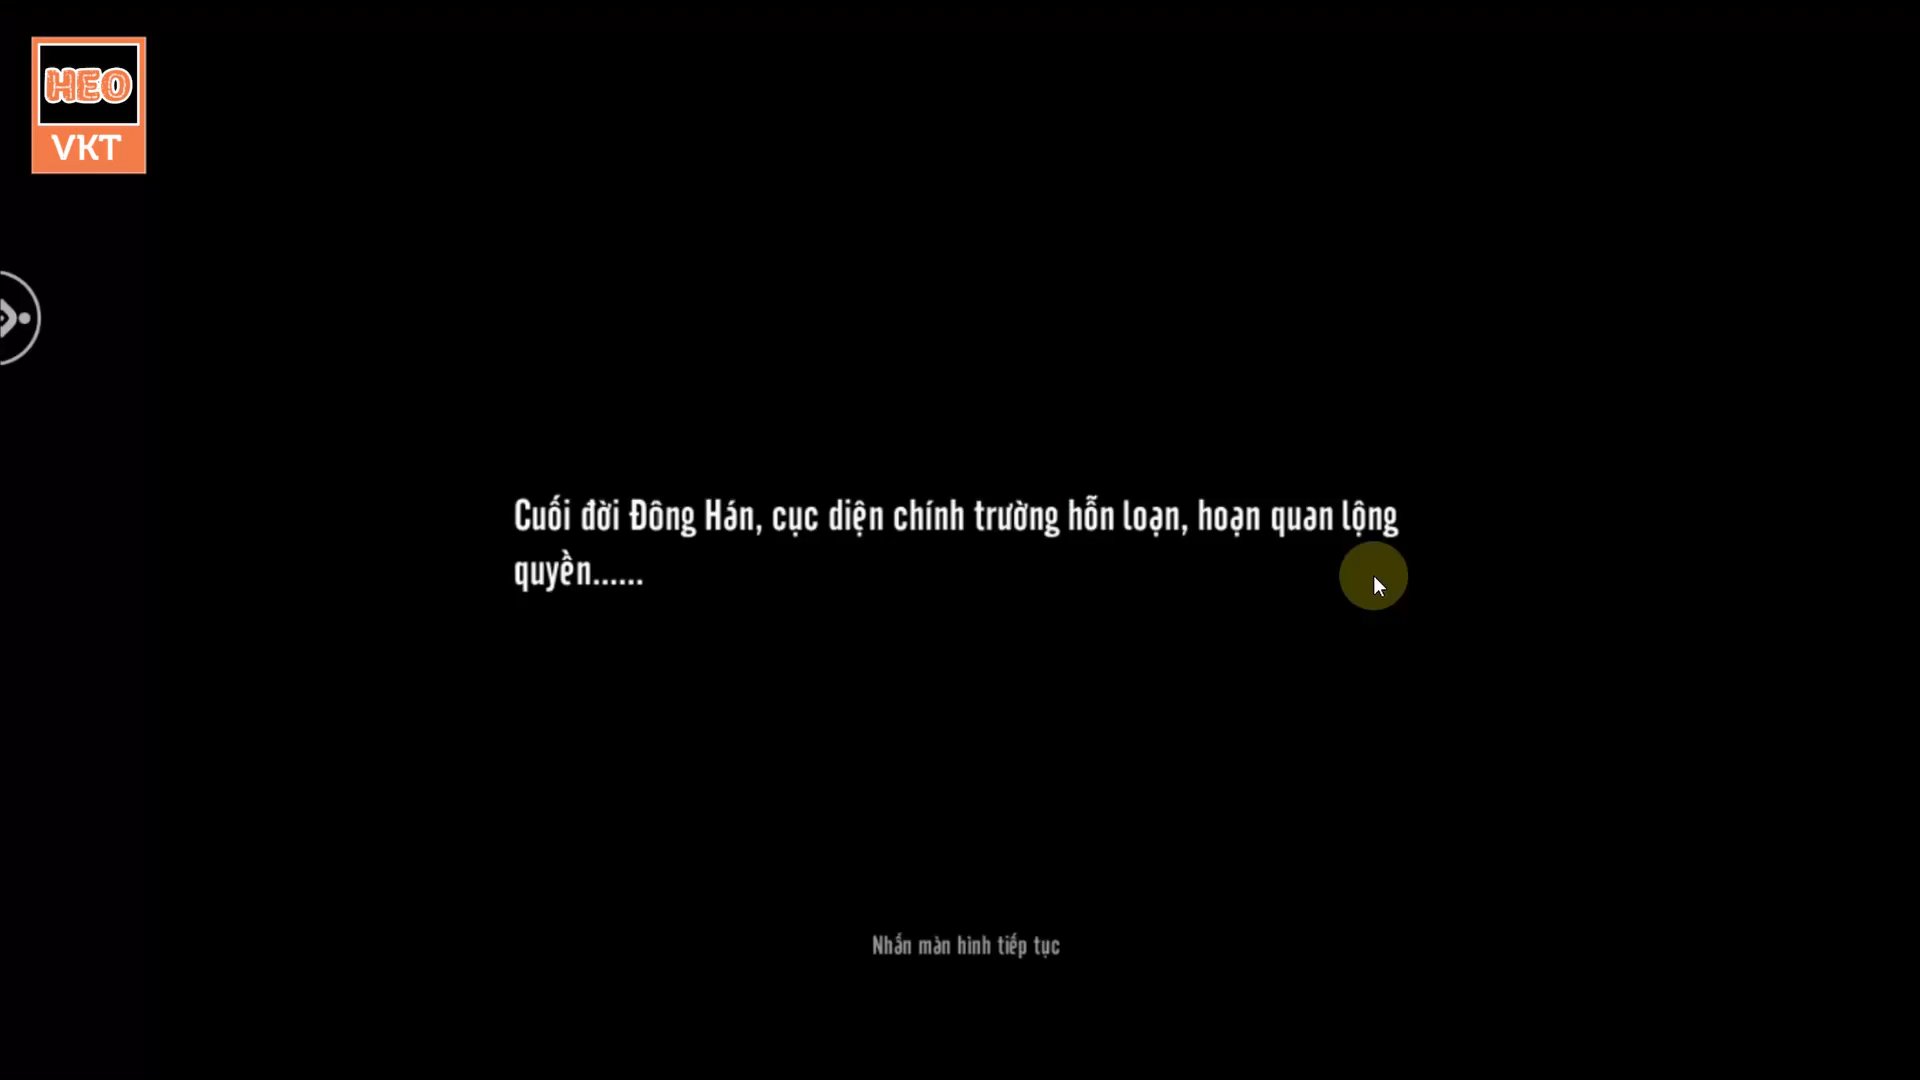 HEO
VKT
Cuối đời Đông Hán, cục diện chính trường hỗn loạn, hoạn quan lộng
quyền......
Nhấn màn hình tiếp tục